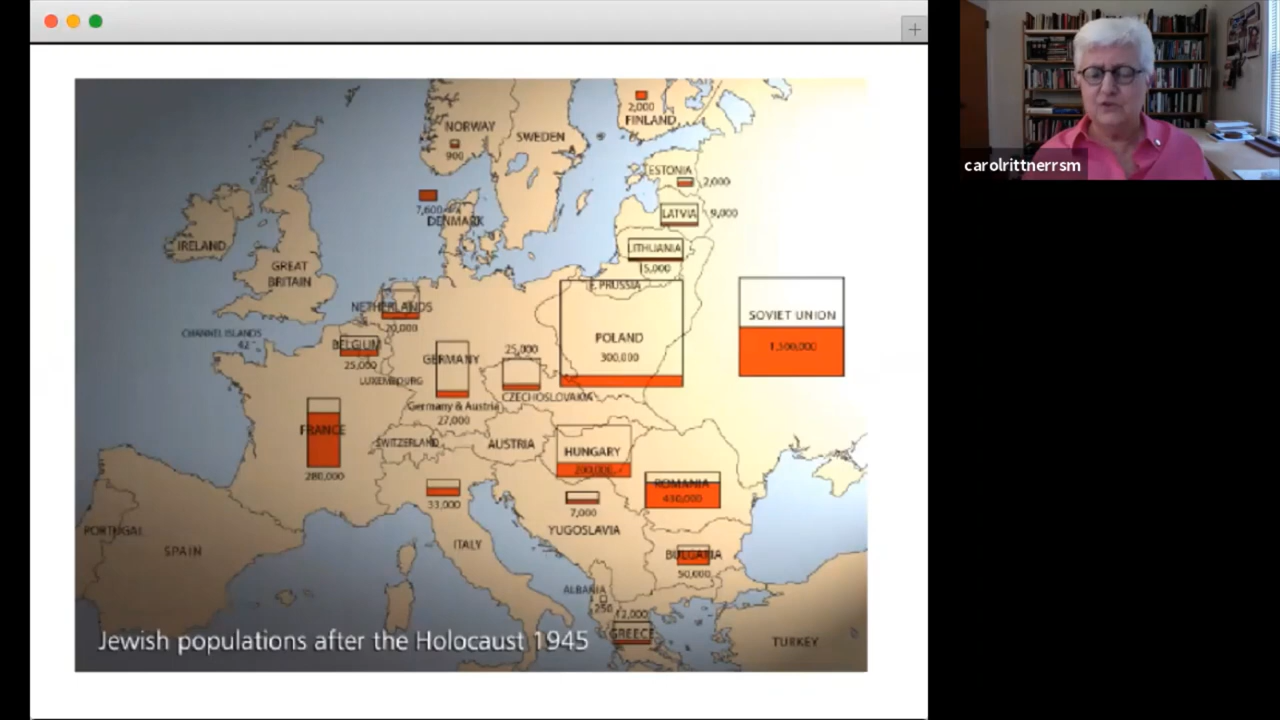 carolrittnerrsm
2,000
FINLAND
NORWAY
900
SWEDEN
ESTONIA
2,000
7,600
DENMARK
LATVIA
9,000
IRELAND
LITHUANIA
15,000
GREAT
BRITAIN
E. PRUSSIA
NETHERLANDS
20,000
SOVIET UNION
CHANNEL ISLANDS
42
BELGIUM
25,000
POLAND
300,000
1,500,000
GERMANY
25,000
LUXEMBOURG
CZECHOSLOVAKIA
Germany & Austria
27,000
FRANCE
280,000
SWITZERLAND
AUSTRIA
HUNGARY
200,000
ROMANIA
430,000
33,000
7,000
PORTUGAL
SPAIN
ITALY
YUGOSLAVIA
BULGARIA
50,000
ALBANIA
250
12,000
GREECE
TURKEY
Jewish populations after the Holocaust 1945